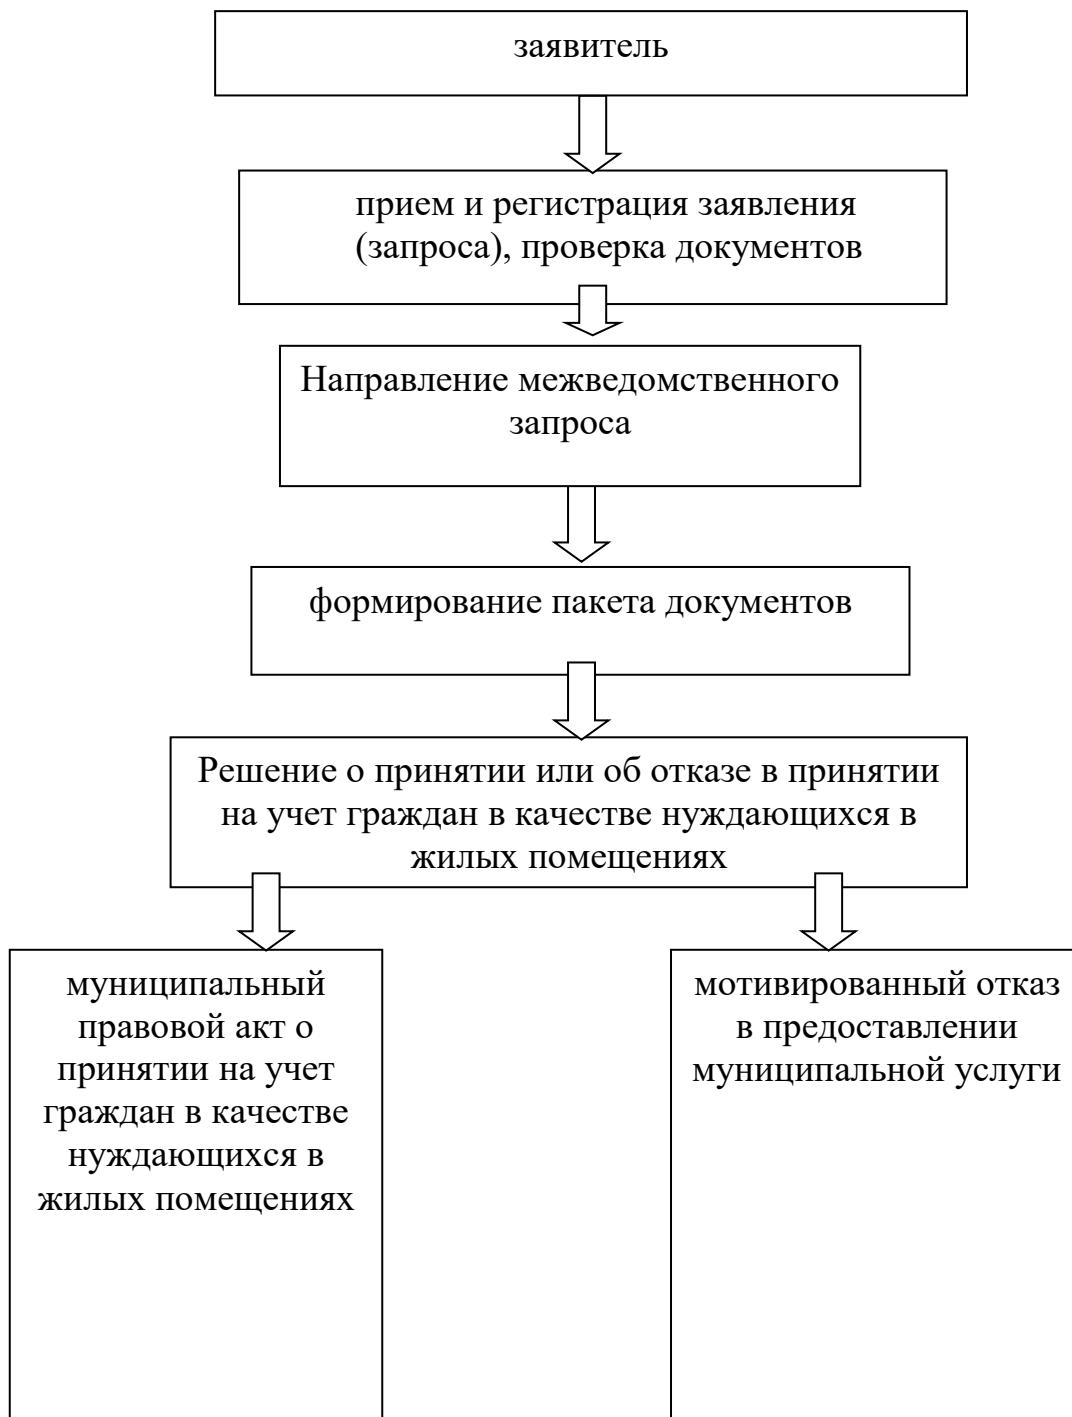 заявитель
прием и регистрация заявления
(запроса), проверка документов
Направление межведомственного
запроса
формирование пакета документов
Решение о принятии или об отказе в принятии
на учет граждан в качестве нуждающихся в
жилых помещениях
муниципальный
правовой акт о
принятии на учет
граждан в качестве
нуждающихся в
жилых помещениях
мотивированный отказ
в предоставлении
муниципальной услуги